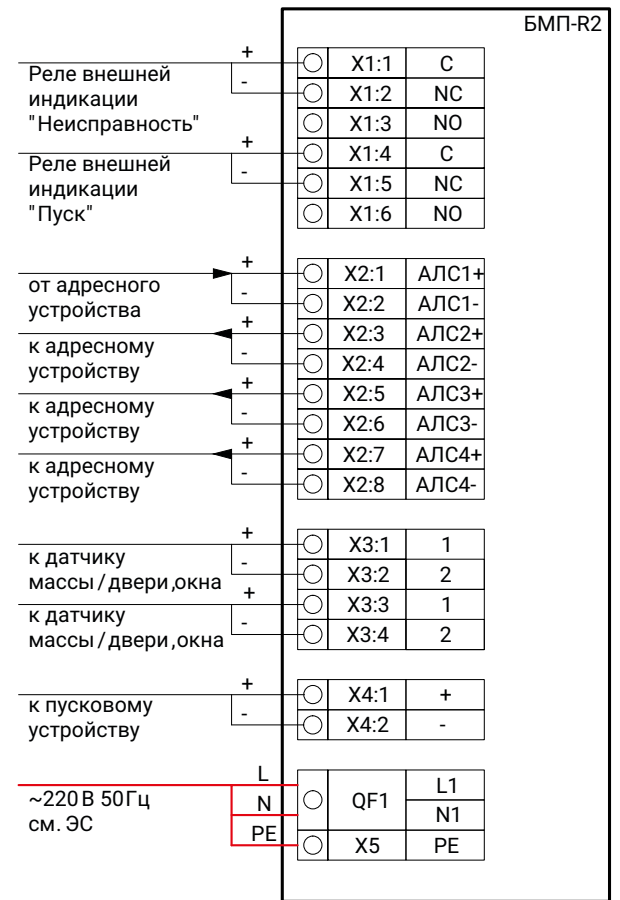 БМП-R2
+
X1:1 C
Реле внешней
-
X1:2 NC
индикации
"Неисправность"
X1:3 NO
+
X1:4 C
Реле внешней
-
X1:5 NC
индикации
"Пуск"
X1:6 NO
+
X2:1 АЛС1+
от адресного
-
X2:2 АЛС1-
устройства
+
X2:3 АЛС2+
к адресному
-
X2:4 АЛС2-
устройству
+
X2:5 АЛС3+
к адресному
-
X2:6 АЛС3-
устройству
+
X2:7 АЛС4+
к адресному
-
X2:8 АЛС4-
устройству
+
X3:1 1
к датчику
-
X3:2 2
массы/двери,окна
+
X3:3 1
к датчику
-
X3:4 2
массы/двери,окна
+
X4:1 +
к пусковому
-
X4:2 -
устройству
L
L1
~220В 50Гц
N
QF1
N1
см. ЭС
PE
X5 PE